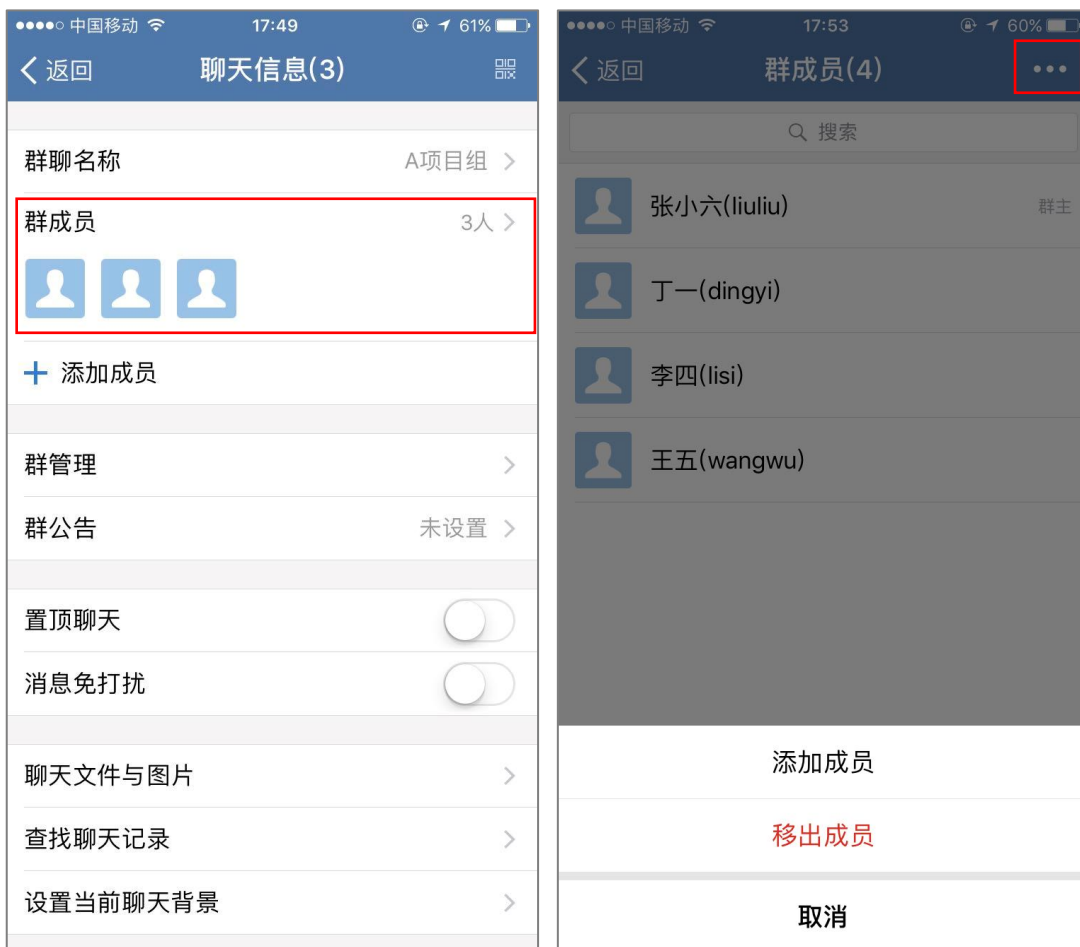 中国移动 17:49 61%
返回 聊天信息(3)
群聊名称 A项目组
群成员 3人
添加成员
群管理
群公告 未设置
置顶聊天
消息免打扰
聊天文件与图片
查找聊天记录
设置当前聊天背景
中国移动 17:53 60%
返回 群成员(4)
搜索
张小六(liuliu) 群主
丁一(dingyi)
李四(lisi)
王五(wangwu)
添加成员
移出成员
取消